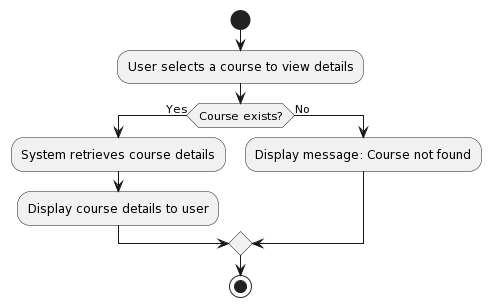 User selects a course to view details
Yes
Course exists?
No
System retrieves course details
Display message: Course not found
Display course details to user